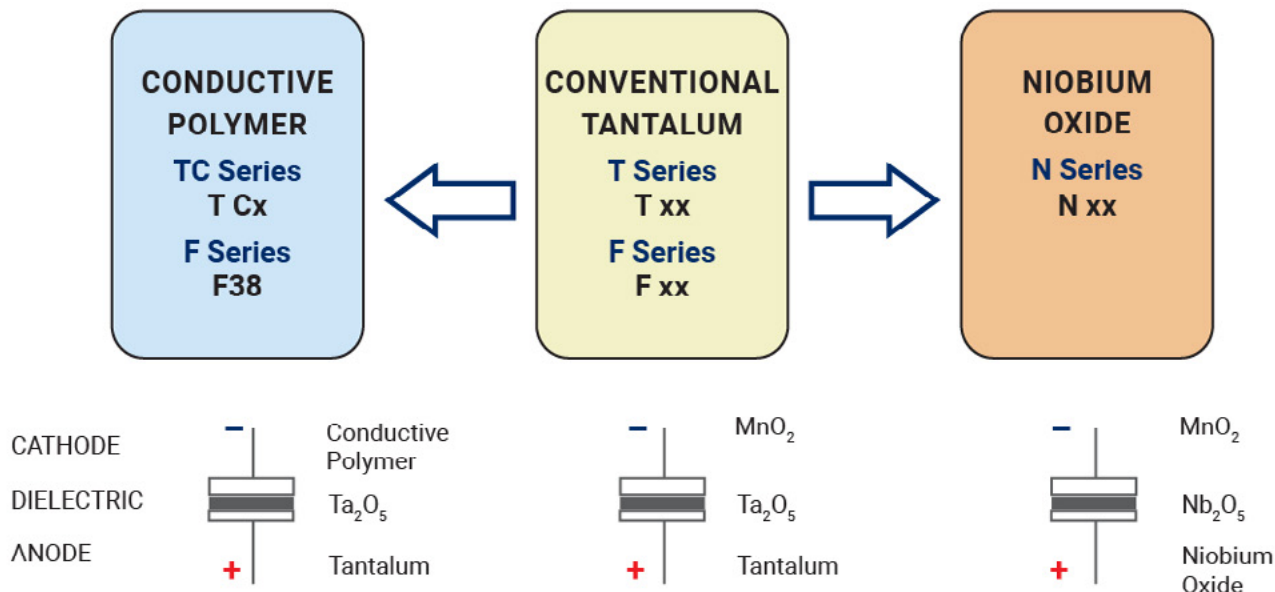 CONDUCTIVE
POLYMER
TC Series
T Cx
F Series
F38
CONVENTIONAL
TANTALUM
T Series
T xx
F Series
F xx
NIOBIUM
OXIDE
N Series
N xx
CATHODE
DIELECTRIC
ΛNODE
−
Conductive
Polymer
Ta₂O₅
+
Tantalum
−
MnO₂
Ta₂O₅
+
Tantalum
−
MnO₂
Nb₂O₅
+
Niobium
Oxide